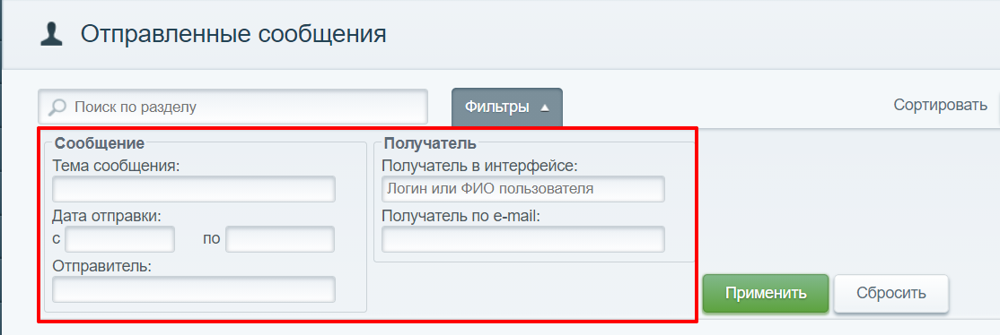 Отправленные сообщения
Поиск по разделу
Фильтры
Сортировать
Сообщение
Тема сообщения:
Дата отправки:
с
по
Отправитель:
Получатель
Получатель в интерфейсе:
Логин или ФИО пользователя
Получатель по e-mail:
Применить
Сбросить